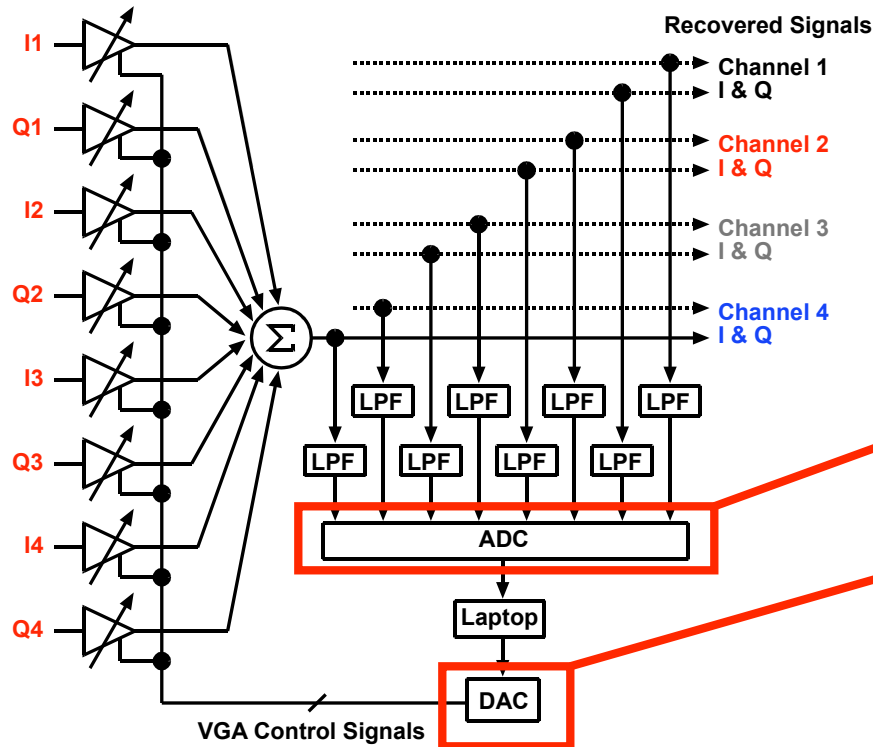 Recovered Signals
I1
Channel 1
I & Q
Q1
Channel 2
I & Q
I2
Channel 3
I & Q
Q2
Channel 4
I & Q
Σ
I3
LPF LPF LPF LPF
Q3
LPF LPF LPF LPF
I4
ADC
Q4
Laptop
DAC
VGA Control Signals